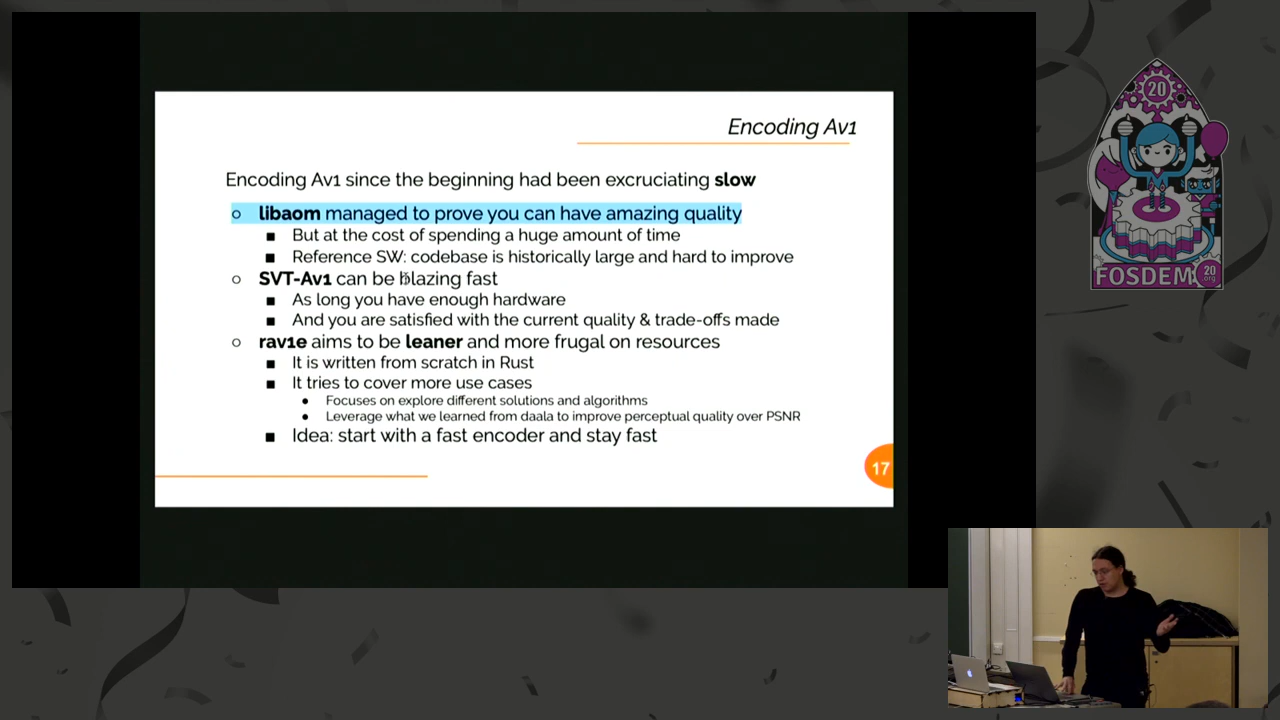 Encoding Av1
Encoding Av1 since the beginning had been excruciating slow
libaom managed to prove you can have amazing quality
But at the cost of spending a huge amount of time
Reference SW: codebase is historically large and hard to improve
SVT-Av1 can be blazing fast
As long you have enough hardware
And you are satisfied with the current quality & trade-offs made
rav1e aims to be leaner and more frugal on resources
It is written from scratch in Rust
It tries to cover more use cases
Focuses on explore different solutions and algorithms
Leverage what we learned from daala to improve perceptual quality over PSNR
Idea: start with a fast encoder and stay fast
17
20
FOSDEM
20
.org